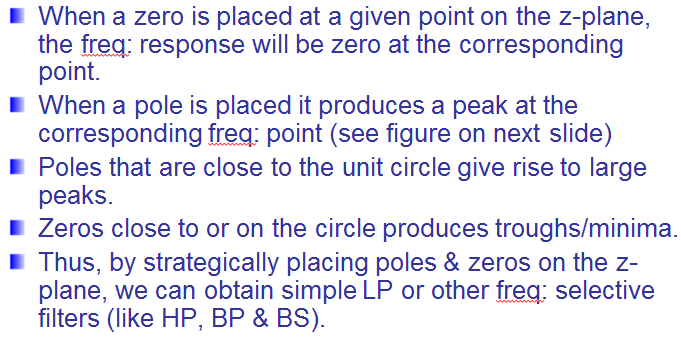 When a zero is placed at a given point on the z-plane,
the freq: response will be zero at the corresponding
point.
When a pole is placed it produces a peak at the
corresponding freq: point (see figure on next slide)
Poles that are close to the unit circle give rise to large
peaks.
Zeros close to or on the circle produces troughs/minima.
Thus, by strategically placing poles & zeros on the z-
plane, we can obtain simple LP or other freq: selective
filters (like HP, BP & BS).